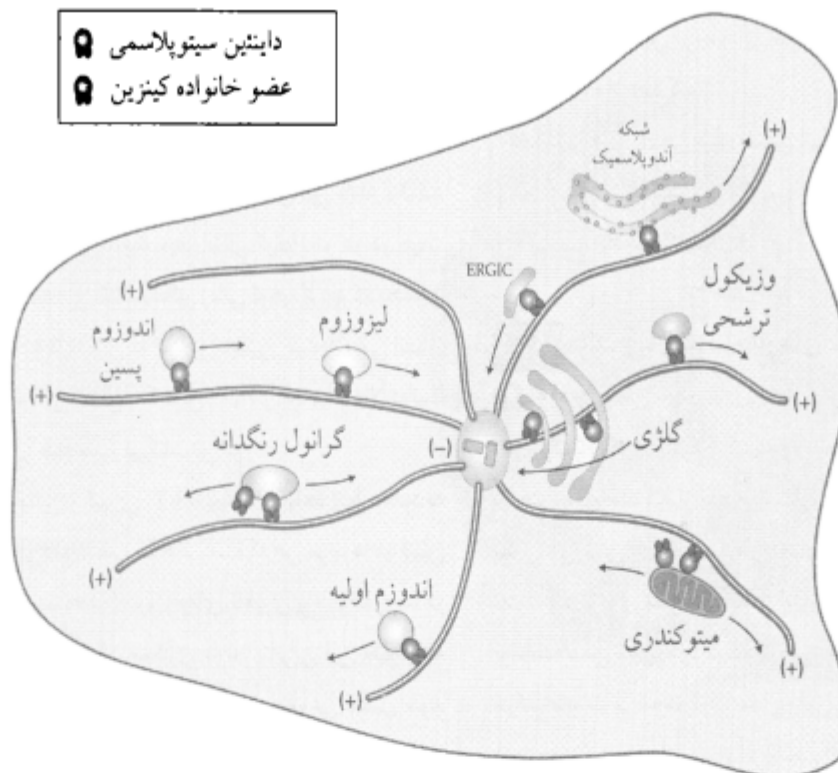 داینئین سیتوپلاسمی
عضو خانواده کینزین
شبکه
آندوپلاسمیک
(+)
ERGIC
وزیکول
ترشحی
(+)
(+)
اندوزوم
پسین
لیزوزوم
(+)
گرانول رنگدانه
(-)
گلژی
(+)
اندوزم اولیه
(+)
میتوکندری
(+)